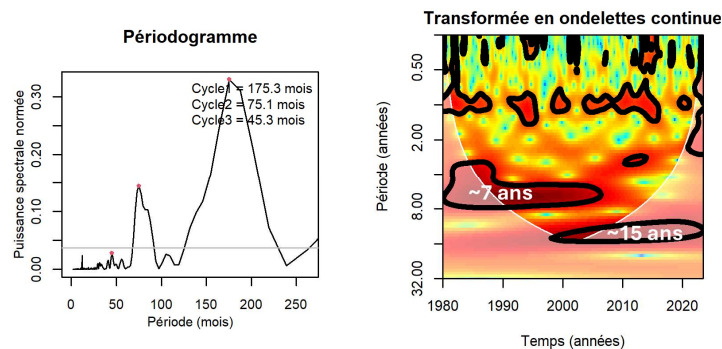 Périodogramme
Cycle1 = 175.3 mois
Cycle2 = 75.1 mois
Cycle3 = 45.3 mois
Puissance spectrale normée
0.30
0.20
0.10
0.00
0
50
100
150
200
250
Période (mois)
Transformée en ondelettes continue
Période (années)
0.50
2.00
8.00
32.00
~7 ans
~15 ans
1980
1990
2000
2010
2020
Temps (années)